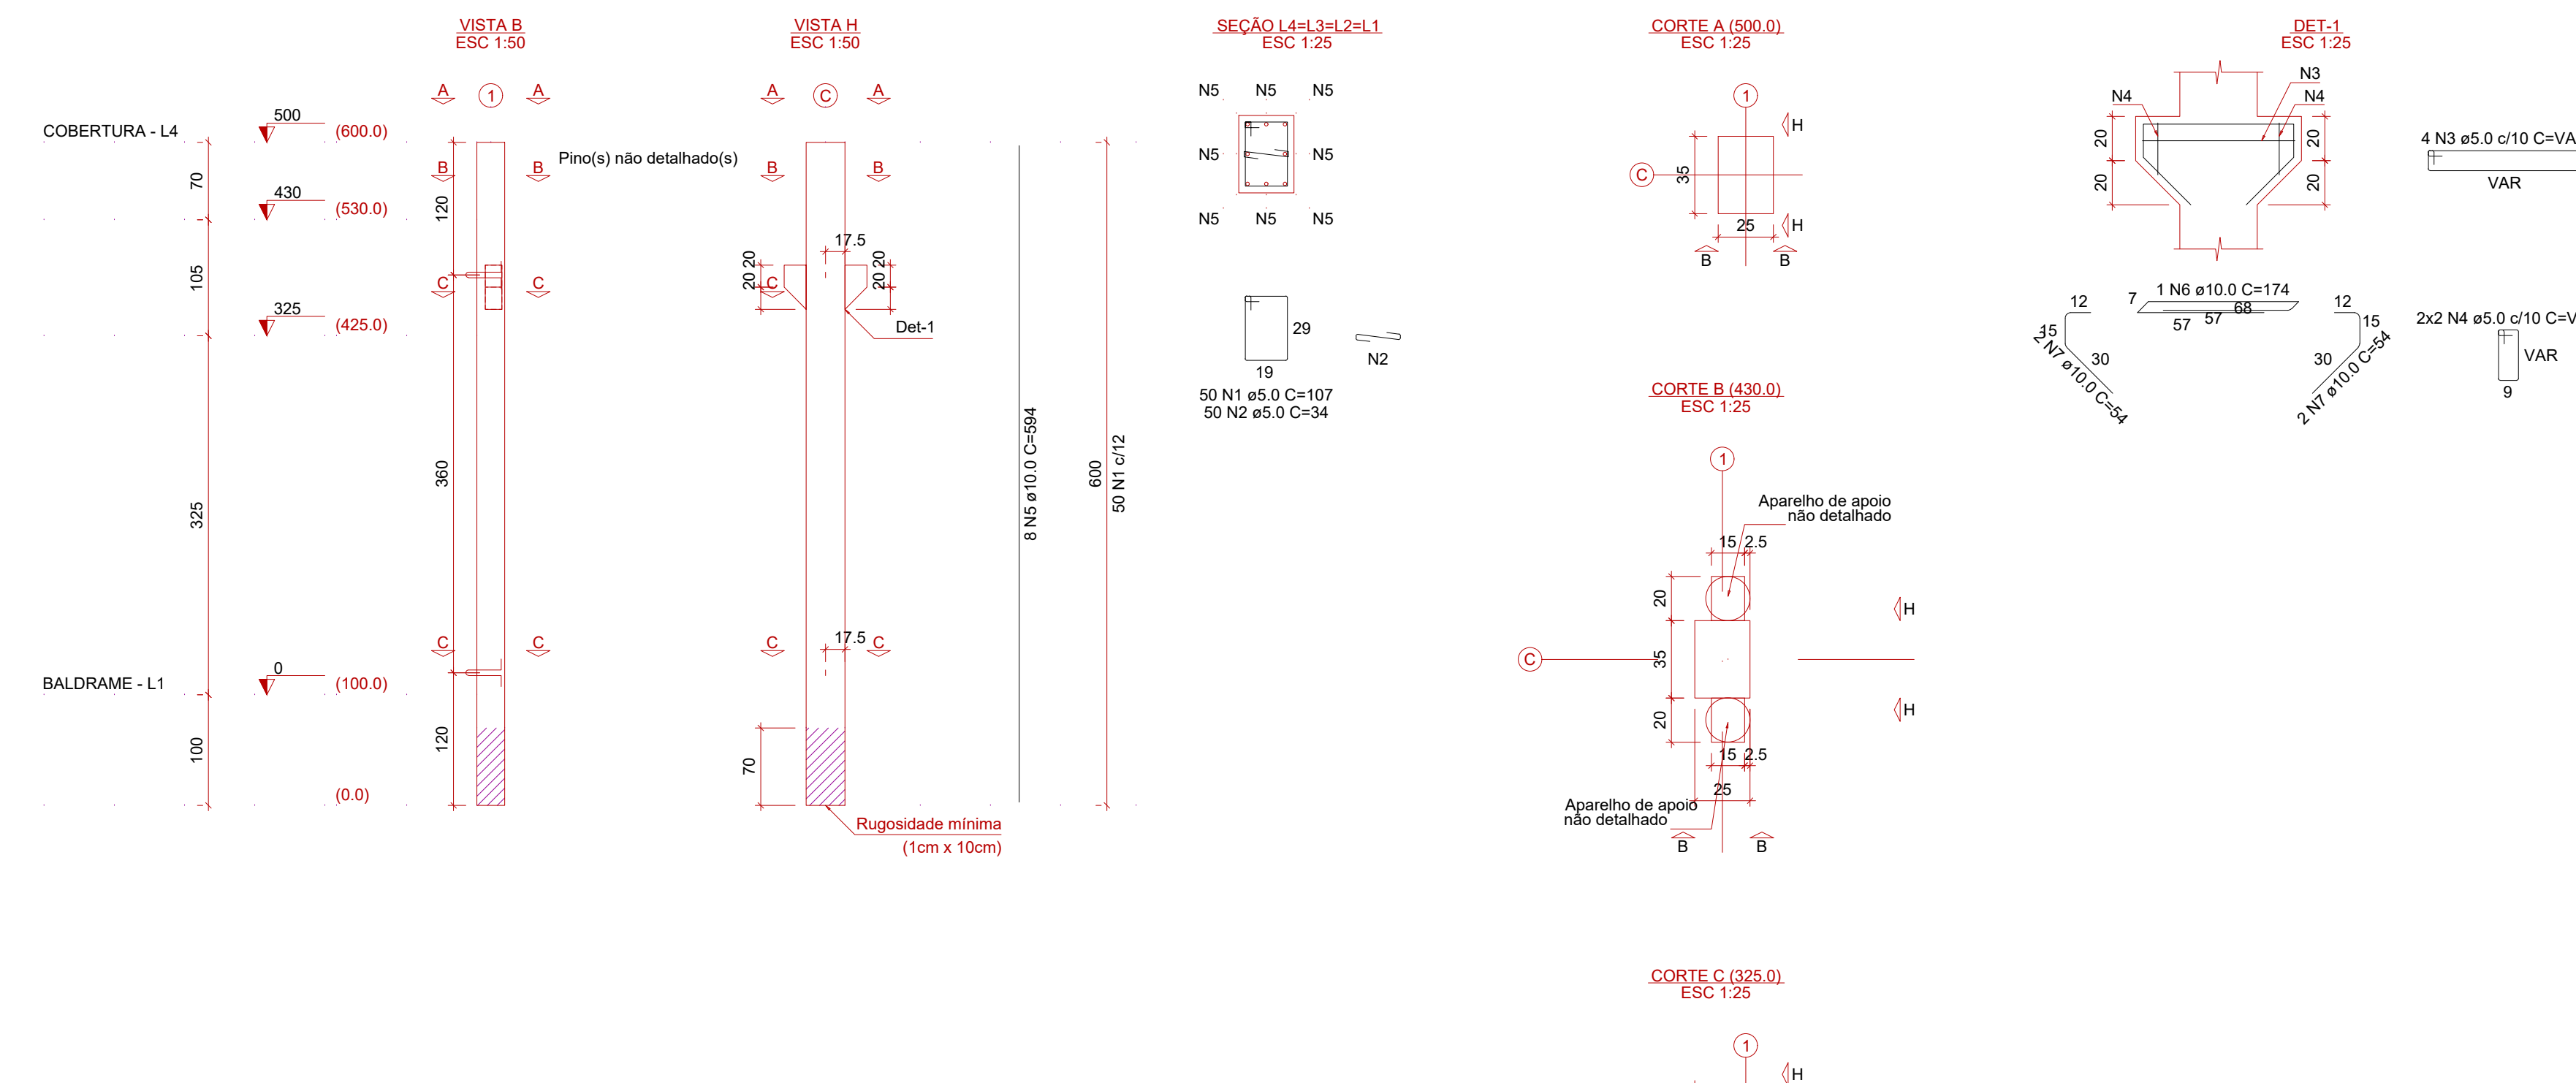 VISTA B
ESC 1:50
A
1
A
COBERTURA - L4
500
(600.0)
B
B
Pino(s) não detalhado(s)
430
(530.0)
70
120
105
C
C
325
(425.0)
360
325
C
C
BALDRAME - L1
0
(100.0)
120
100
(0.0)
VISTA H
ESC 1:50
A
C
A
B
B
17.5
20
20
20
20
C
C
Det-1
17.5
C
C
70
Rugosidade mínima
(1cm x 10cm)
8 N5 ø10.0 C=594
600
50 N1 c/12
SEÇÃO L4=L3=L2=L1
ESC 1:25
N5 N5 N5
N5 N5
N5 N5 N5
29
19
N2
50 N1 ø5.0 C=107
50 N2 ø5.0 C=34
CORTE A (500.0)
ESC 1:25
1
H
C
35
25
H
B B
CORTE B (430.0)
ESC 1:25
1
Aparelho de apoio
não detalhado
15 2.5
20
H
C
35
20
H
15 2.5
25
Aparelho de apoio
não detalhado
B B
CORTE C (325.0)
ESC 1:25
1
H
DET-1
ESC 1:25
N3
N4
N4
20
20
20
20
4 N3 ø5.0 c/10 C=VA
VAR
12
7
1 N6 ø10.0 C=174
68
57
57
12
15
30
2 N7 ø10.0 C=54
15
30
2 N7 ø10.0 C=54
2x2 N4 ø5.0 c/10 C=V
VAR
9